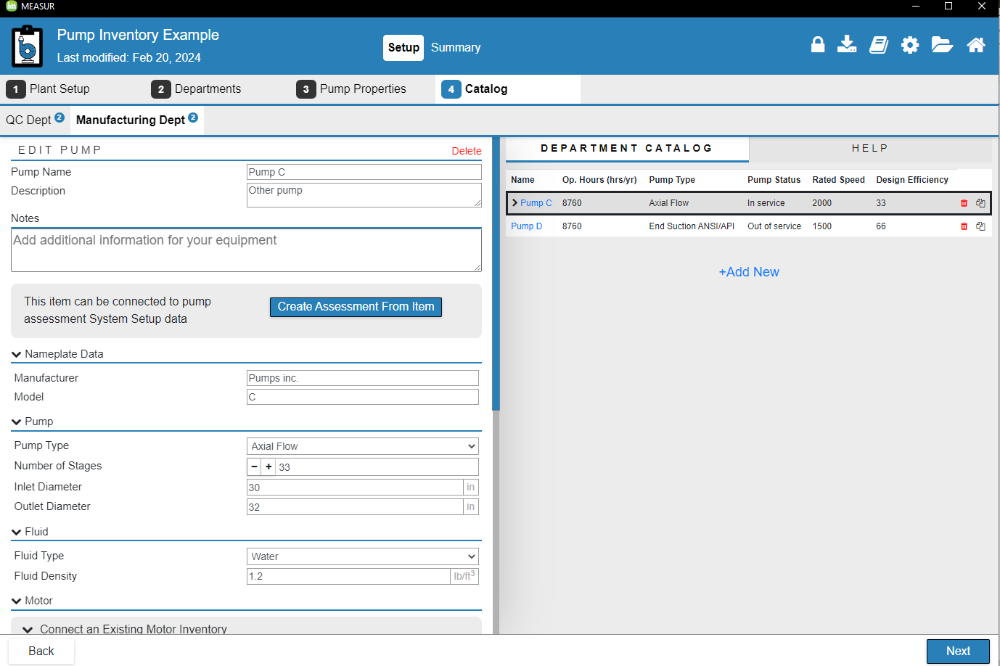 MEASUR
Pump Inventory Example
Last modified: Feb 20, 2024
Setup Summary
1 Plant Setup 2 Departments 3 Pump Properties 4 Catalog
QC Dept 2 Manufacturing Dept 2
EDIT PUMP Delete
Pump Name Pump C
Description Other pump
Notes
Add additional information for your equipment
This item can be connected to pump
assessment System Setup data
Create Assessment From Item
Nameplate Data
Manufacturer Pumps inc.
Model C
Pump
Pump Type Axial Flow
Number of Stages − + 33
Inlet Diameter 30 in
Outlet Diameter 32 in
Fluid
Fluid Type Water
Fluid Density 1.2 lb/ft³
Motor
Connect an Existing Motor Inventory
DEPARTMENT CATALOG HELP
Name Op. Hours (hrs/yr) Pump Type Pump Status Rated Speed Design Efficiency
Pump C 8760 Axial Flow In service 2000 33
Pump D 8760 End Suction ANSI/API Out of service 1500 66
+Add New
Back Next